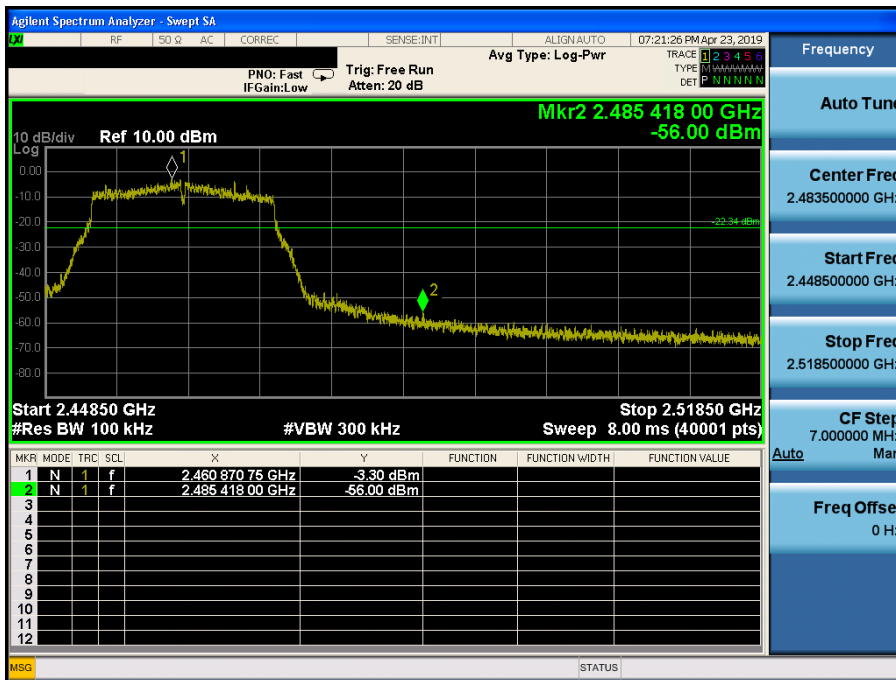 Agilent Spectrum Analyzer - Swept SA
LXI RF 50 Ω AC CORREC SENSE:INT ALIGN AUTO 07:21:26 PM Apr 23, 2019
Avg Type: Log-Pwr TRACE 1 2 3 4 5 6
PNO: Fast Trig: Free Run TYPE M
IFGain:Low Atten: 20 dB DET P N N N N N
Mkr2 2.485 418 00 GHz
-56.00 dBm
10 dB/div Ref 10.00 dBm
Log
0.00
-10.0
-20.0
-30.0
-40.0
-50.0
-60.0
-70.0
-80.0
1
-22.34 dBm
2
Start 2.44850 GHz Stop 2.51850 GHz
#Res BW 100 kHz #VBW 300 kHz Sweep 8.00 ms (40001 pts)
MKR MODE TRC SCL X Y FUNCTION FUNCTION WIDTH FUNCTION VALUE
1 N 1 f 2.460 870 75 GHz -3.30 dBm
2 N 1 f 2.485 418 00 GHz -56.00 dBm
3
4
5
6
7
8
9
10
11
12
MSG STATUS
Frequency
Auto Tune
Center Freq
2.483500000 GHz
Start Freq
2.448500000 GHz
Stop Freq
2.518500000 GHz
CF Step
7.000000 MHz
Auto Man
Freq Offset
0 Hz